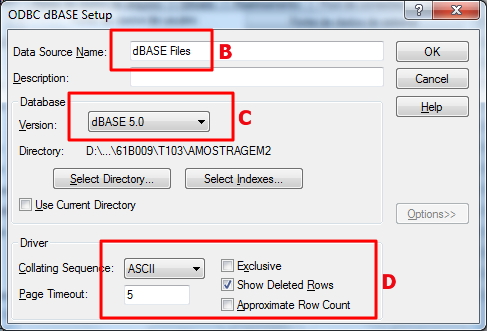 ODBC dBASE Setup
Data Source Name: dBASE Files B OK
Description: Cancel
Database Help
Version: dBASE 5.0 C
Directory: D:\...\61B009\T103\AMOSTRAGEM2
Select Directory... Select Indexes...
Use Current Directory
Options>>
Driver
Collating Sequence: ASCII Exclusive
Show Deleted Rows D
Page Timeout: 5
Approximate Row Count